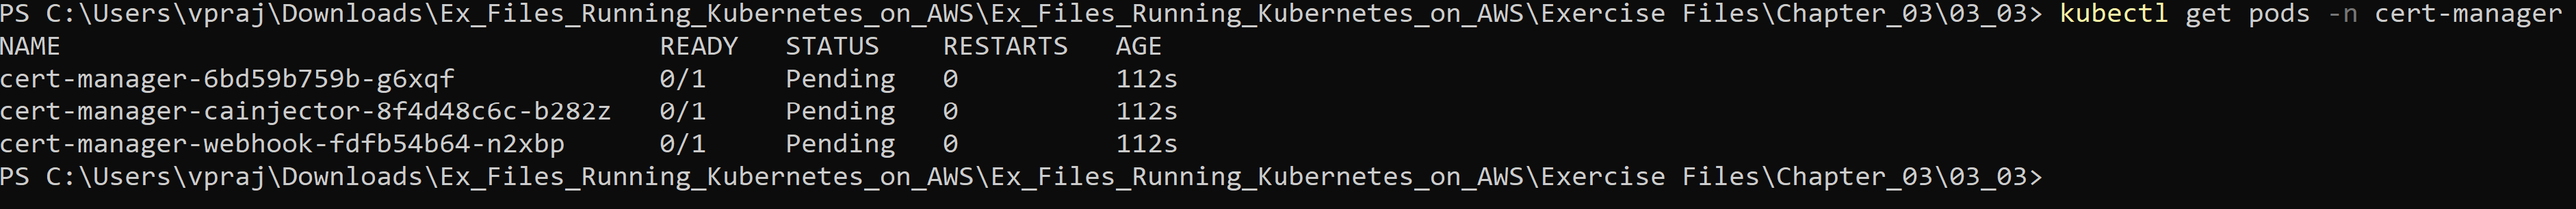 PS C:\Users\vpraj\Downloads\Ex_Files_Running_Kubernetes_on_AWS\Ex_Files_Running_Kubernetes_on_AWS\Exercise Files\Chapter_03\03_03> kubectl get pods -n cert-manager
NAME                                      READY   STATUS    RESTARTS   AGE
cert-manager-6bd59b759b-g6xqf             0/1     Pending   0          112s
cert-manager-cainjector-8f4d48c6c-b282z   0/1     Pending   0          112s
cert-manager-webhook-fdfb54b64-n2xbp      0/1     Pending   0          112s
PS C:\Users\vpraj\Downloads\Ex_Files_Running_Kubernetes_on_AWS\Ex_Files_Running_Kubernetes_on_AWS\Exercise Files\Chapter_03\03_03>